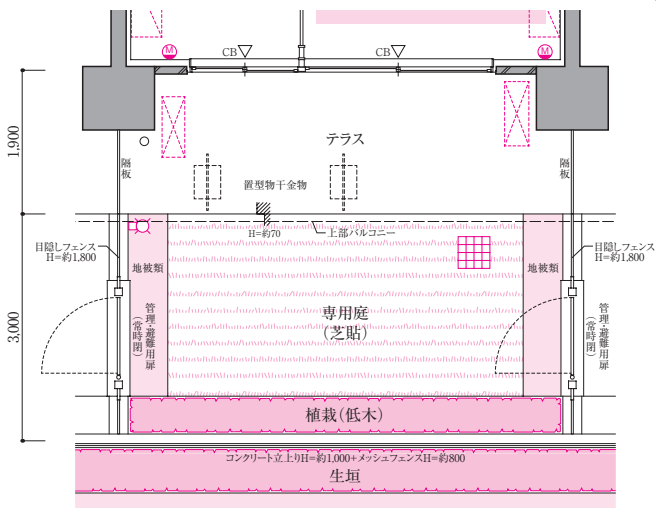 M
CB
CB
M
1,900
テラス
隔板
隔板
置型物干金物
H=約70
上部バルコニー
目隠しフェンス
H=約1,800
目隠しフェンス
H=約1,800
地被類
地被類
3,000
専用庭
(芝貼)
管理・避難用扉
(常時閉)
管理・避難用扉
(常時閉)
植栽(低木)
コンクリート立上りH=約1,000+メッシュフェンスH=約800
生垣